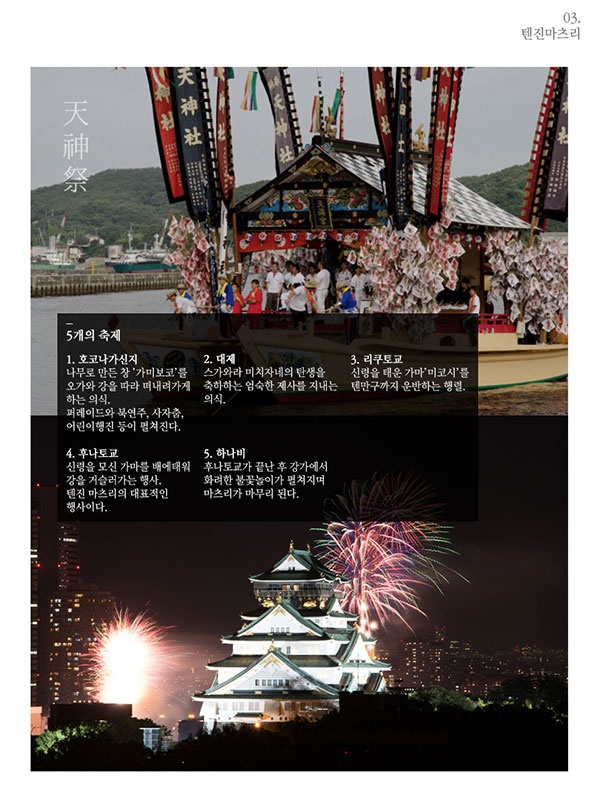 03.
텐진마츠리
天神祭
天神社
天神社
天神社
5개의 축제
1. 호코나가신지
나무로 만든 창 '가미보코'를
오가와 강을 따라 떠내려가게
하는 의식.
퍼레이드와 북연주, 사자춤,
어린이행진 등이 펼쳐진다.
2. 대제
스가와라 미치자네의 탄생을
축하하는 엄숙한 제사를 지내는
의식.
3. 리쿠토교
신령을 태운 가마'미코시'를
텐만구까지 운반하는 행렬.
4. 후나토교
신령을 모신 가마를 배에태워
강을 거슬러가는 행사.
텐진 마츠리의 대표적인
행사이다.
5. 하나비
후나토교가 끝난 후 강가에서
화려한 불꽃놀이가 펼쳐지며
마츠리가 마무리 된다.